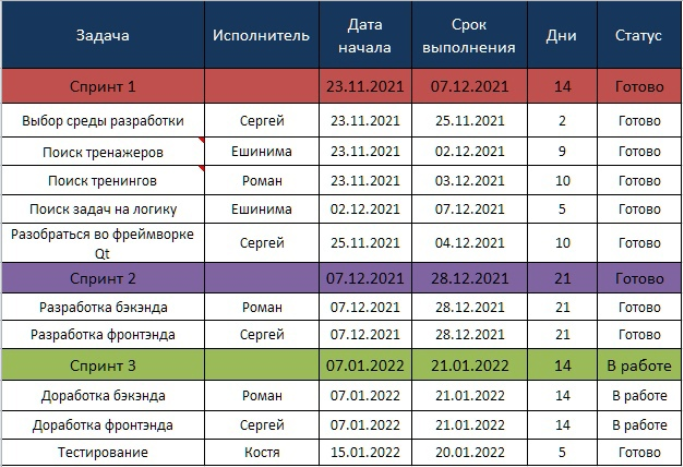 Задача Исполнитель Дата начала Срок выполнения Дни Статус
Спринт 1 23.11.2021 07.12.2021 14 Готово
Выбор среды разработки Сергей 23.11.2021 25.11.2021 2 Готово
Поиск тренажеров Ешинима 23.11.2021 02.12.2021 9 Готово
Поиск тренингов Роман 23.11.2021 03.12.2021 10 Готово
Поиск задач на логику Ешинима 02.12.2021 07.12.2021 5 Готово
Разобраться во фреймворке Qt Сергей 25.11.2021 04.12.2021 10 Готово
Спринт 2 07.12.2021 28.12.2021 21 Готово
Разработка бэкэнда Роман 07.12.2021 28.12.2021 21 Готово
Разработка фронтэнда Сергей 07.12.2021 28.12.2021 21 Готово
Спринт 3 07.01.2022 21.01.2022 14 В работе
Доработка бэкэнда Роман 07.01.2022 21.01.2022 14 В работе
Доработка фронтэнда Сергей 07.01.2022 21.01.2022 14 В работе
Тестирование Костя 15.01.2022 20.01.2022 5 Готово